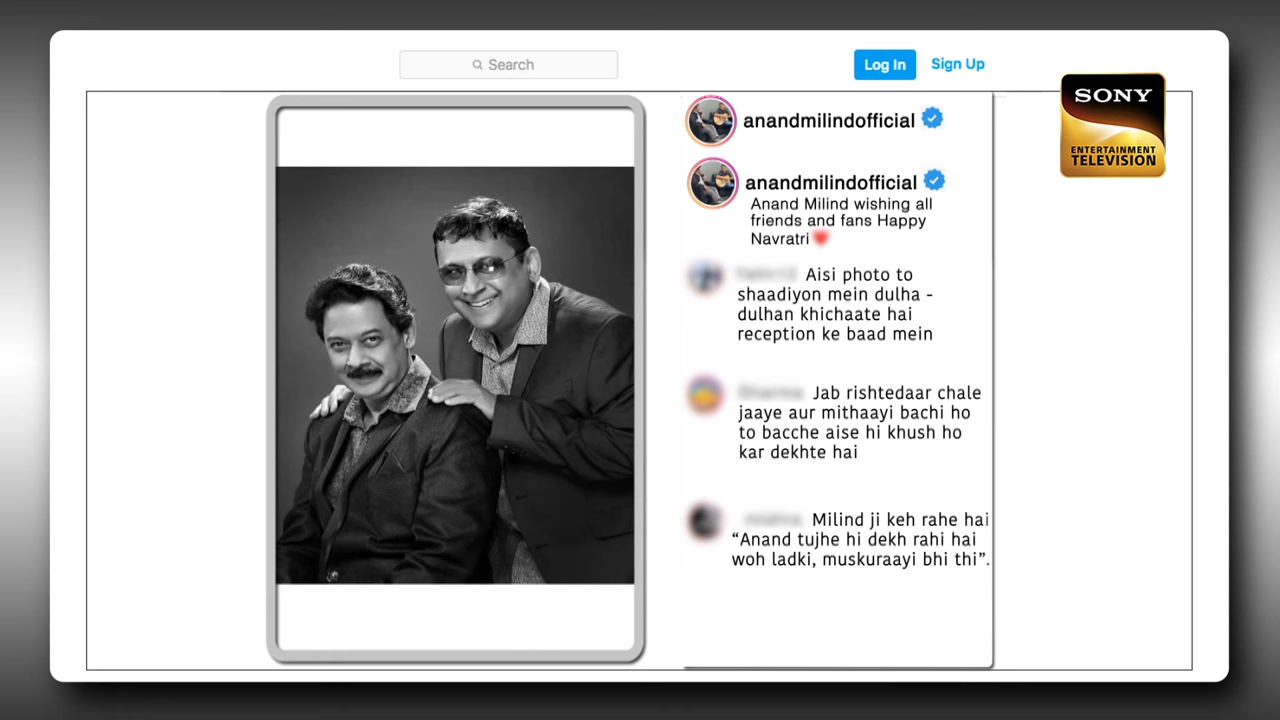 Search
Log In
Sign Up
SONY
ENTERTAINMENT
TELEVISION
anandmilindofficial
anandmilindofficial
Anand Milind wishing all
friends and fans Happy
Navratri
Aisi photo to
shaadiyon mein dulha -
dulhan khichaate hai
reception ke baad mein
Jab rishtedaar chale
jaaye aur mithaayi bachi ho
to bacche aise hi khush ho
kar dekhte hai
Milind ji keh rahe hai
“Anand tujhe hi dekh rahi hai
woh ladki, muskuraayi bhi thi”.